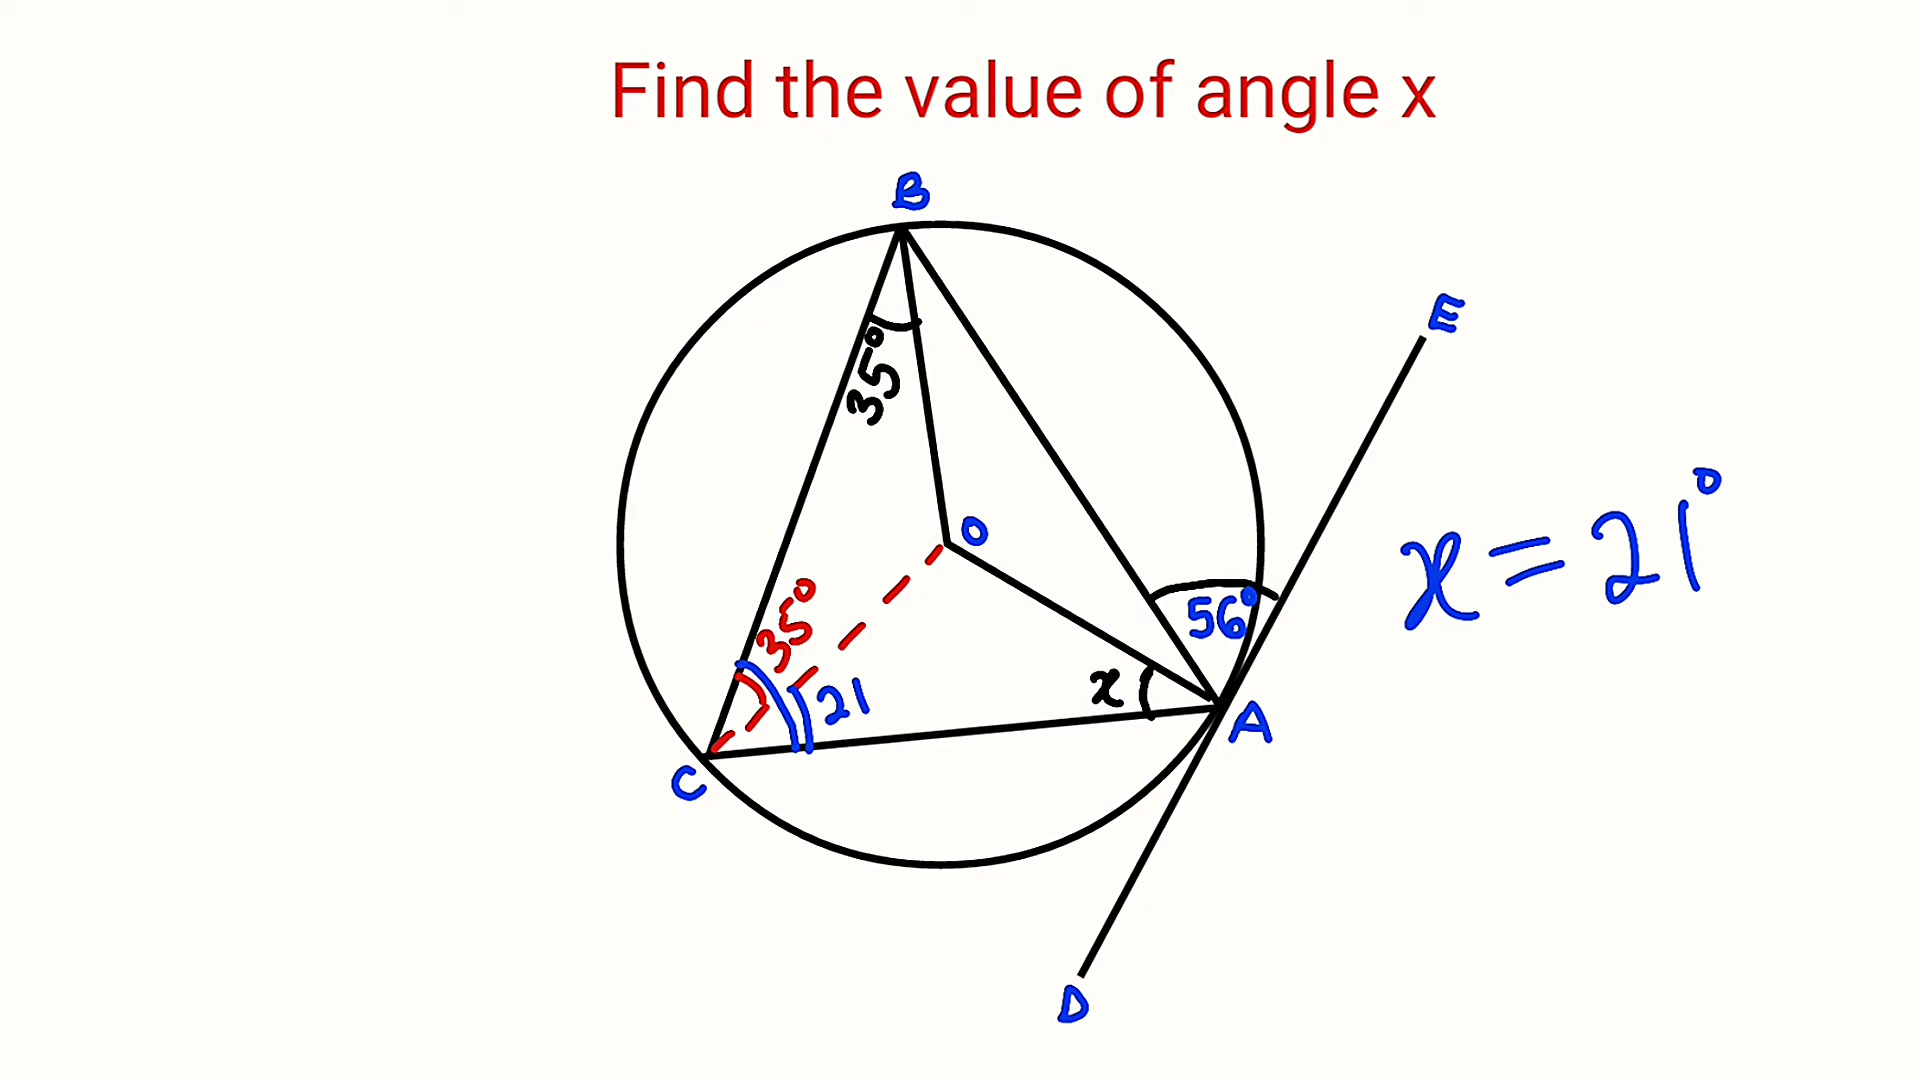 Find the value of angle x
B
E
35°
O
x = 21°
35°
56°
21
x
A
C
D